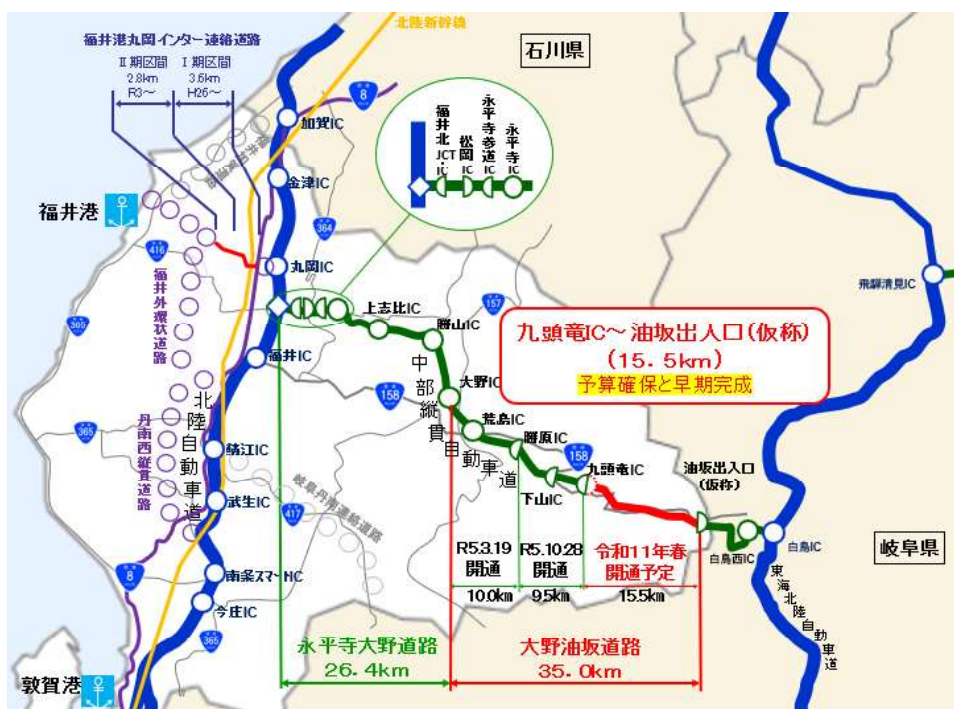 北陸新幹線
福井港丸岡インター連絡道路
Ⅱ期区間
2.8km
R3~
Ⅰ期区間
3.6km
H26~
石川県
8
加賀IC
福井北
JCT・IC
松岡IC
永平寺参道IC
永平寺IC
金津IC
福井港
364
416
丸岡IC
飛騨清見IC
福井外環状道路
305
上志比IC
157
勝山IC
九頭竜IC~油坂出入口(仮称)
(15.5km)
予算確保と早期完成
福井IC
158
大野IC
中部縦貫自動車道
北陸自動車道
丹南西縦貫道路
365
荒島IC
勝原IC
158
九頭竜IC
油坂出入口
(仮称)
鯖江IC
下山IC
武生IC
岐阜丹南連絡道路
417
白鳥西IC
白鳥IC
岐阜県
R5.3.19
開通
R5.10.28
開通
令和11年春
開通予定
10.0km
9.5km
15.5km
8
南条スマートIC
今庄IC
365
東海北陸自動車道
永平寺大野道路
26.4km
大野油坂道路
35.0km
敦賀港